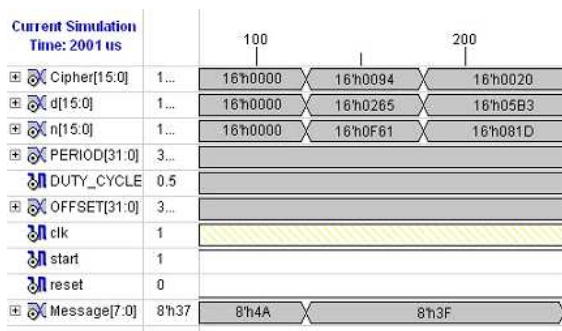 Current Simulation
Time: 2001 us
100 200
Cipher[15:0] 1... 16'h0000 16'h0094 16'h0020
d[15:0] 1... 16'h0000 16'h0265 16'h05B3
n[15:0] 1... 16'h0000 16'h0F61 16'h081D
PERIOD[31:0] 3...
DUTY_CYCLE 0.5
OFFSET[31:0] 3...
clk 1
start 1
reset 0
Message[7:0] 8'h37 8'h4A 8'h3F